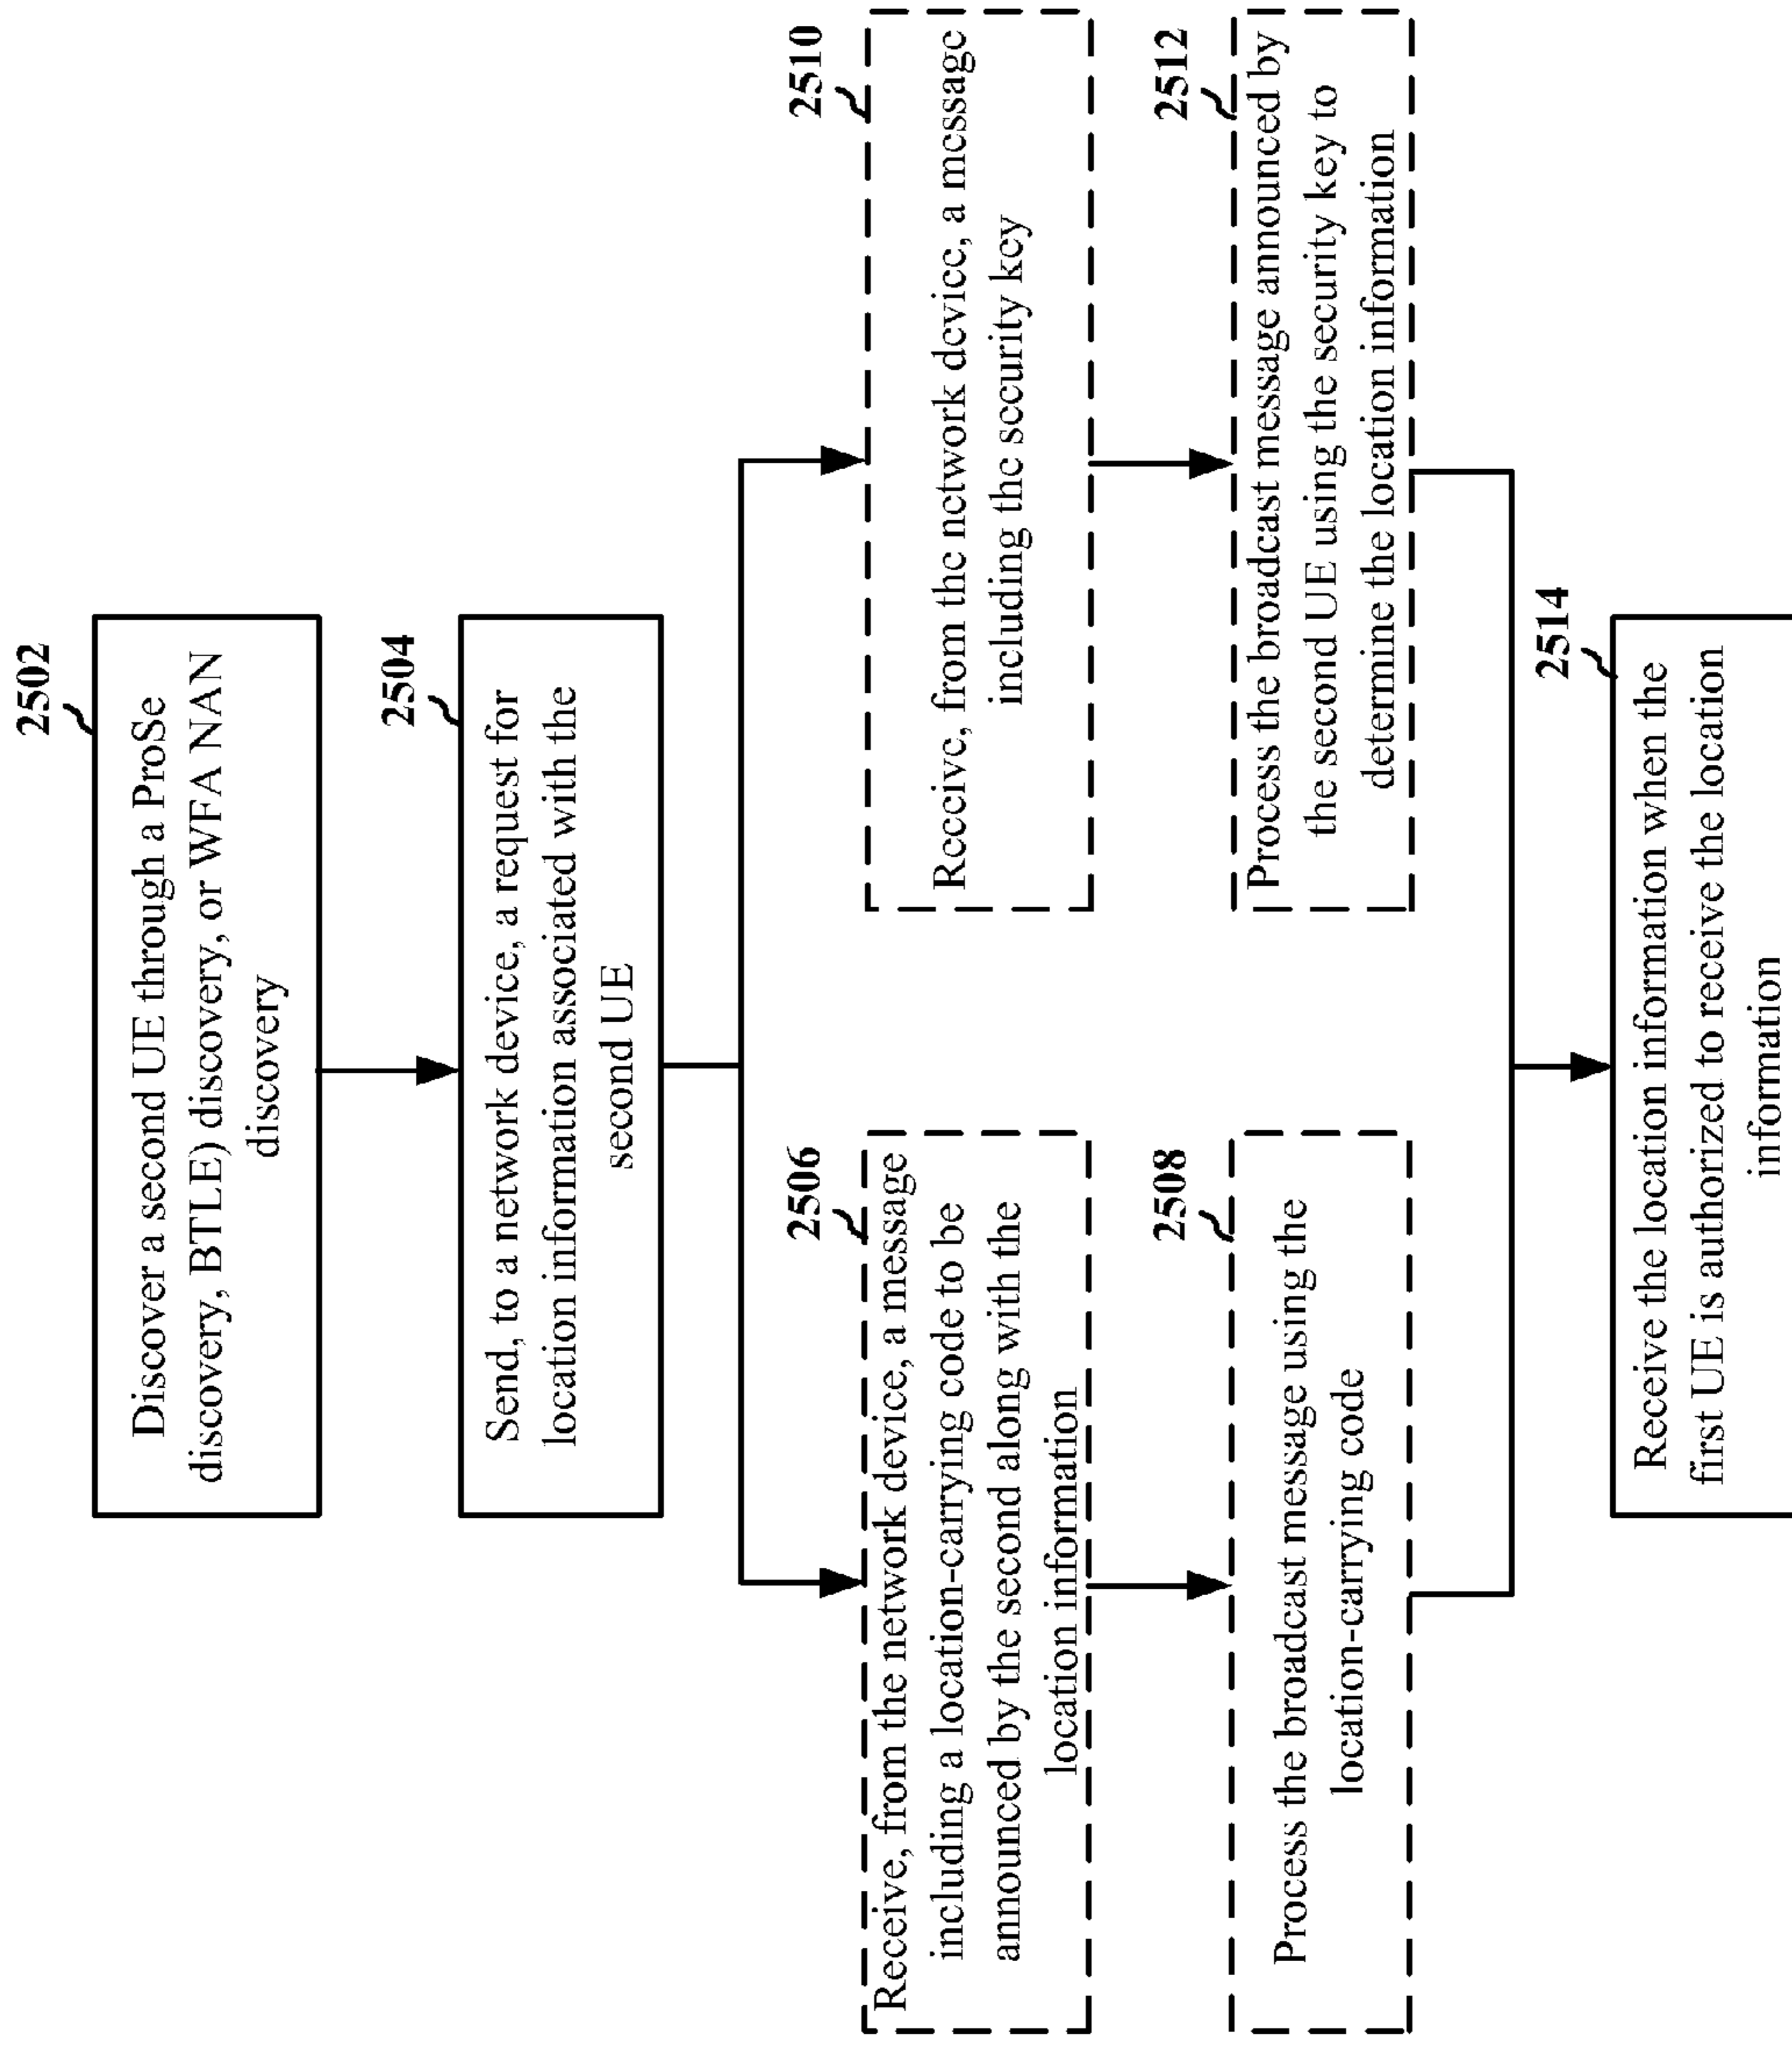 2502
Discover a second UE through a ProSe
discovery, BTLE) discovery, or WFA NAN
discovery
2504
Send, to a network device, a request for
location information associated with the
second UE
2506
Receive, from the network device, a message
including a location-carrying code to be
announced by the second along with the
location information
2508
Process the broadcast message using the
location-carrying code
2510
Receive, from the network device, a message
including the security key
2512
Process the broadcast message announced by
the second UE using the security key to
determine the location information
2514
Receive the location information when the
first UE is authorized to receive the location
information